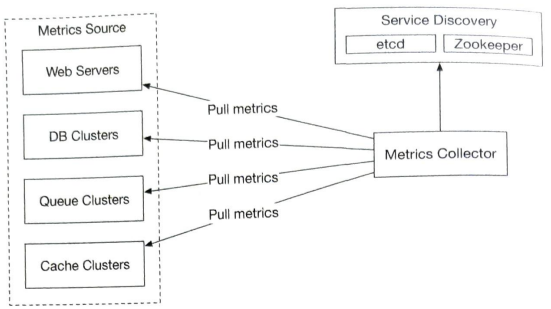 Metrics Source
Web Servers
DB Clusters
Queue Clusters
Cache Clusters
Pull metrics
Pull metrics
Pull metrics
Pull metrics
Service Discovery
etcd
Zookeeper
Metrics Collector